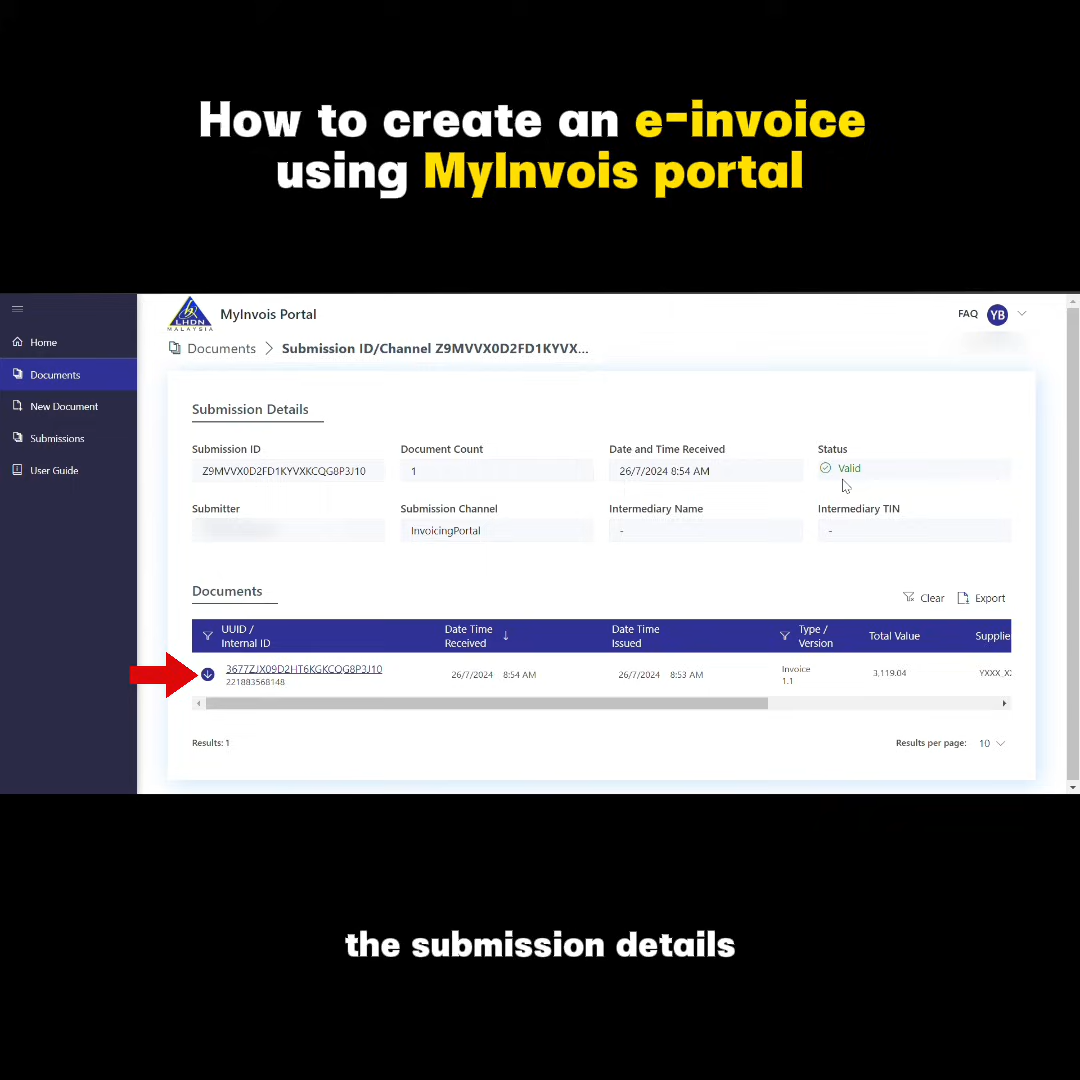 How to create an e-invoice
using MyInvois portal
LHDN
MALAYSIA
MyInvois Portal
FAQ
YB
Home
Documents
New Document
Submissions
User Guide
Documents > Submission ID/Channel Z9MVVX0D2FD1KYVX...
Submission Details
Submission ID
Document Count
Date and Time Received
Status
Z9MVVX0D2FD1KYVXKCQG8P3J10
1
26/7/2024 8:54 AM
Valid
Submitter
Submission Channel
Intermediary Name
Intermediary TIN
InvoicingPortal
-
-
Documents
Clear
Export
UUID /
Internal ID
Date Time
Received
Date Time
Issued
Type /
Version
Total Value
Supplie
3677ZJX09D2HT6KGKCQG8P3J10
221883568148
26/7/2024 8:54 AM
26/7/2024 8:53 AM
Invoice
1.1
3,119.04
YXXX_X
Results: 1
Results per page: 10
the submission details